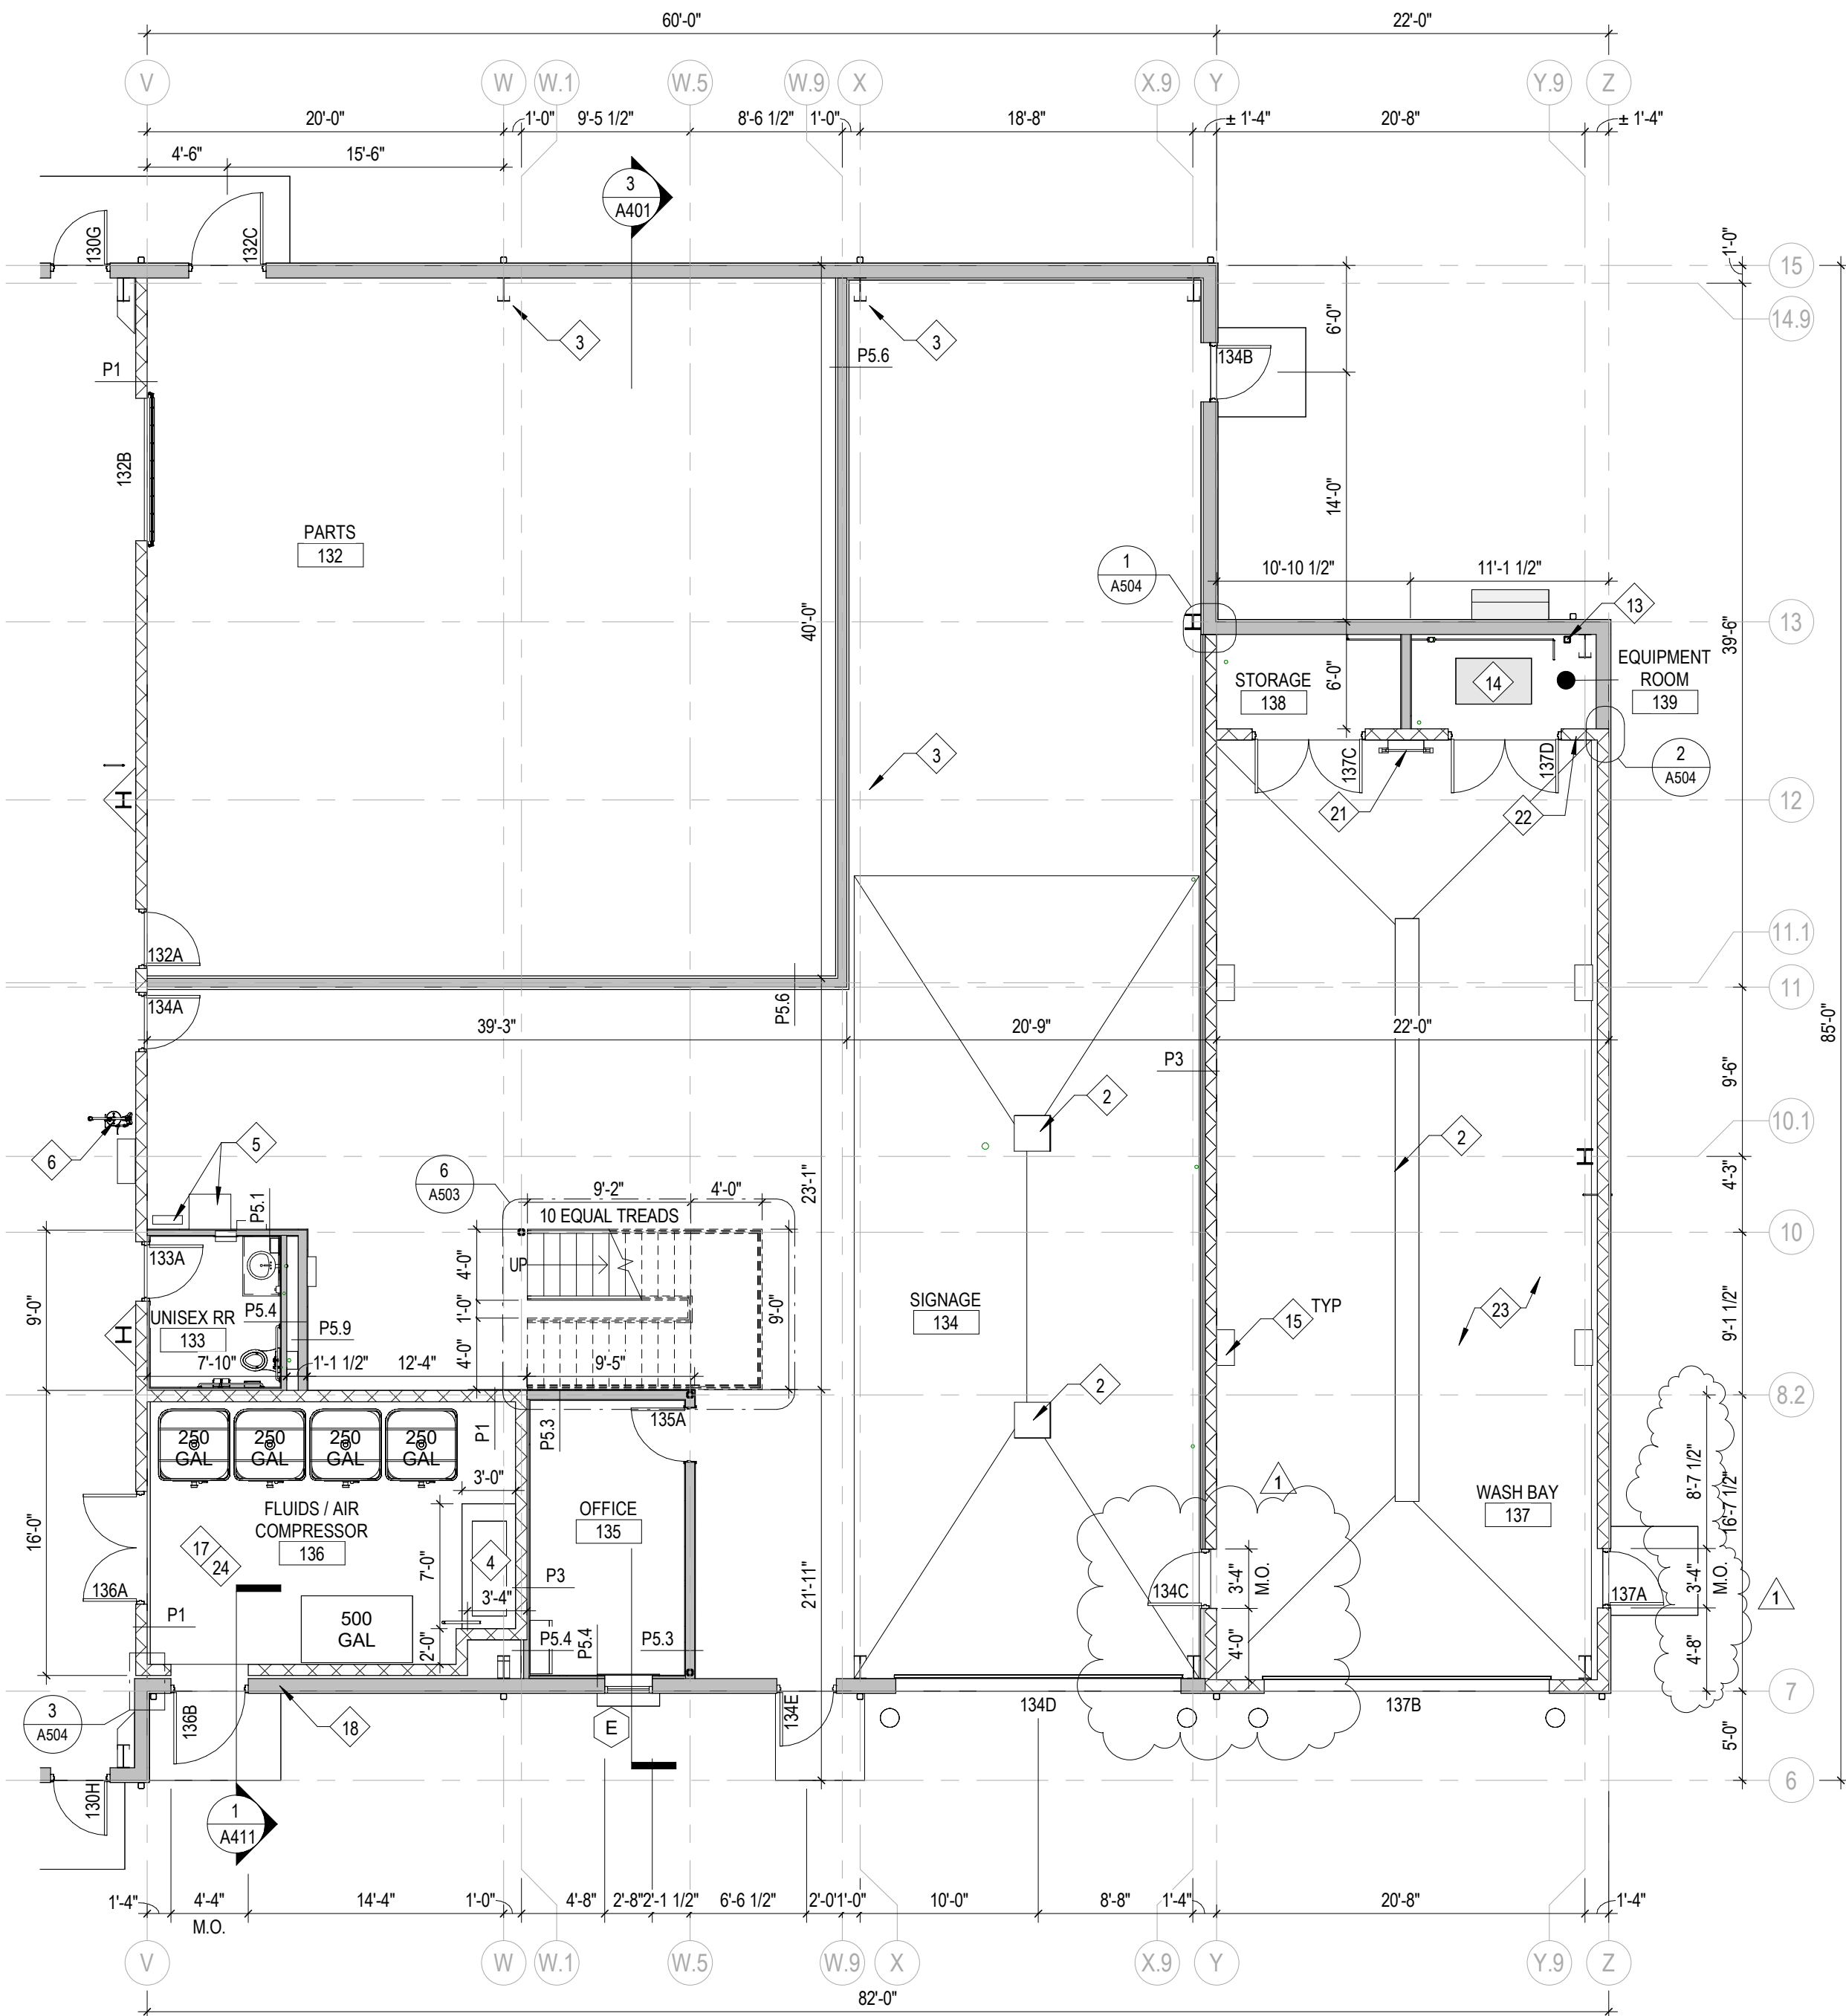 60'-0"
22'-0"
V
W
W.1
W.5
W.9
X
X.9
Y
Y.9
Z
20'-0"
1'-0"
9'-5 1/2"
8'-6 1/2"
1'-0"
18'-8"
± 1'-4"
20'-8"
± 1'-4"
4'-6"
15'-6"
3
A401
130G
132C
1'-0"
15
14.9
3
3
6'-0"
P1
P5.6
134B
132B
PARTS
132
14'-0"
1
A504
10'-10 1/2"
11'-1 1/2"
40'-0"
13
13
39'-6"
6'-0"
STORAGE
138
14
EQUIPMENT
ROOM
139
3
137C
137D
2
A504
H
21
22
12
132A
11.1
134A
P5.6
11
39'-3"
20'-9"
22'-0"
85'-0"
P3
9'-6"
2
2
10.1
6
5
6
A503
9'-2"
4'-0"
23'-1"
4'-3"
P5.1
10 EQUAL TREADS
10
133A
UP
4'-0"
1'-0"
4'-0"
9'-0"
9'-0"
H
UNISEX RR
133
P5.4
P5.9
7'-10"
1'-1 1/2"
12'-4"
9'-5"
SIGNAGE
134
15
TYP
23
9'-1 1/2"
2
8.2
P1
P5.3
135A
250
GAL
250
GAL
250
GAL
250
GAL
3'-0"
8'-7 1/2"
16'-7 1/2"
1
WASH BAY
137
FLUIDS / AIR
COMPRESSOR
136
OFFICE
135
16'-0"
17
24
7'-0"
4
3'-4"
P3
136A
134C
3'-4"
M.O.
137A
3'-4"
M.O.
1
P1
500
GAL
21'-11"
2'-0"
P5.4
P5.4
P5.3
4'-0"
4'-8"
3
A504
136B
18
E
134E
134D
137B
7
5'-0"
130H
6
1
A411
1'-4"
4'-4"
M.O.
14'-4"
1'-0"
4'-8"
2'-8"
2'-1 1/2"
6'-6 1/2"
2'-0"
1'-0"
10'-0"
8'-8"
1'-4"
20'-8"
1'-4"
V
W
W.1
W.5
W.9
X
X.9
Y
Y.9
Z
82'-0"